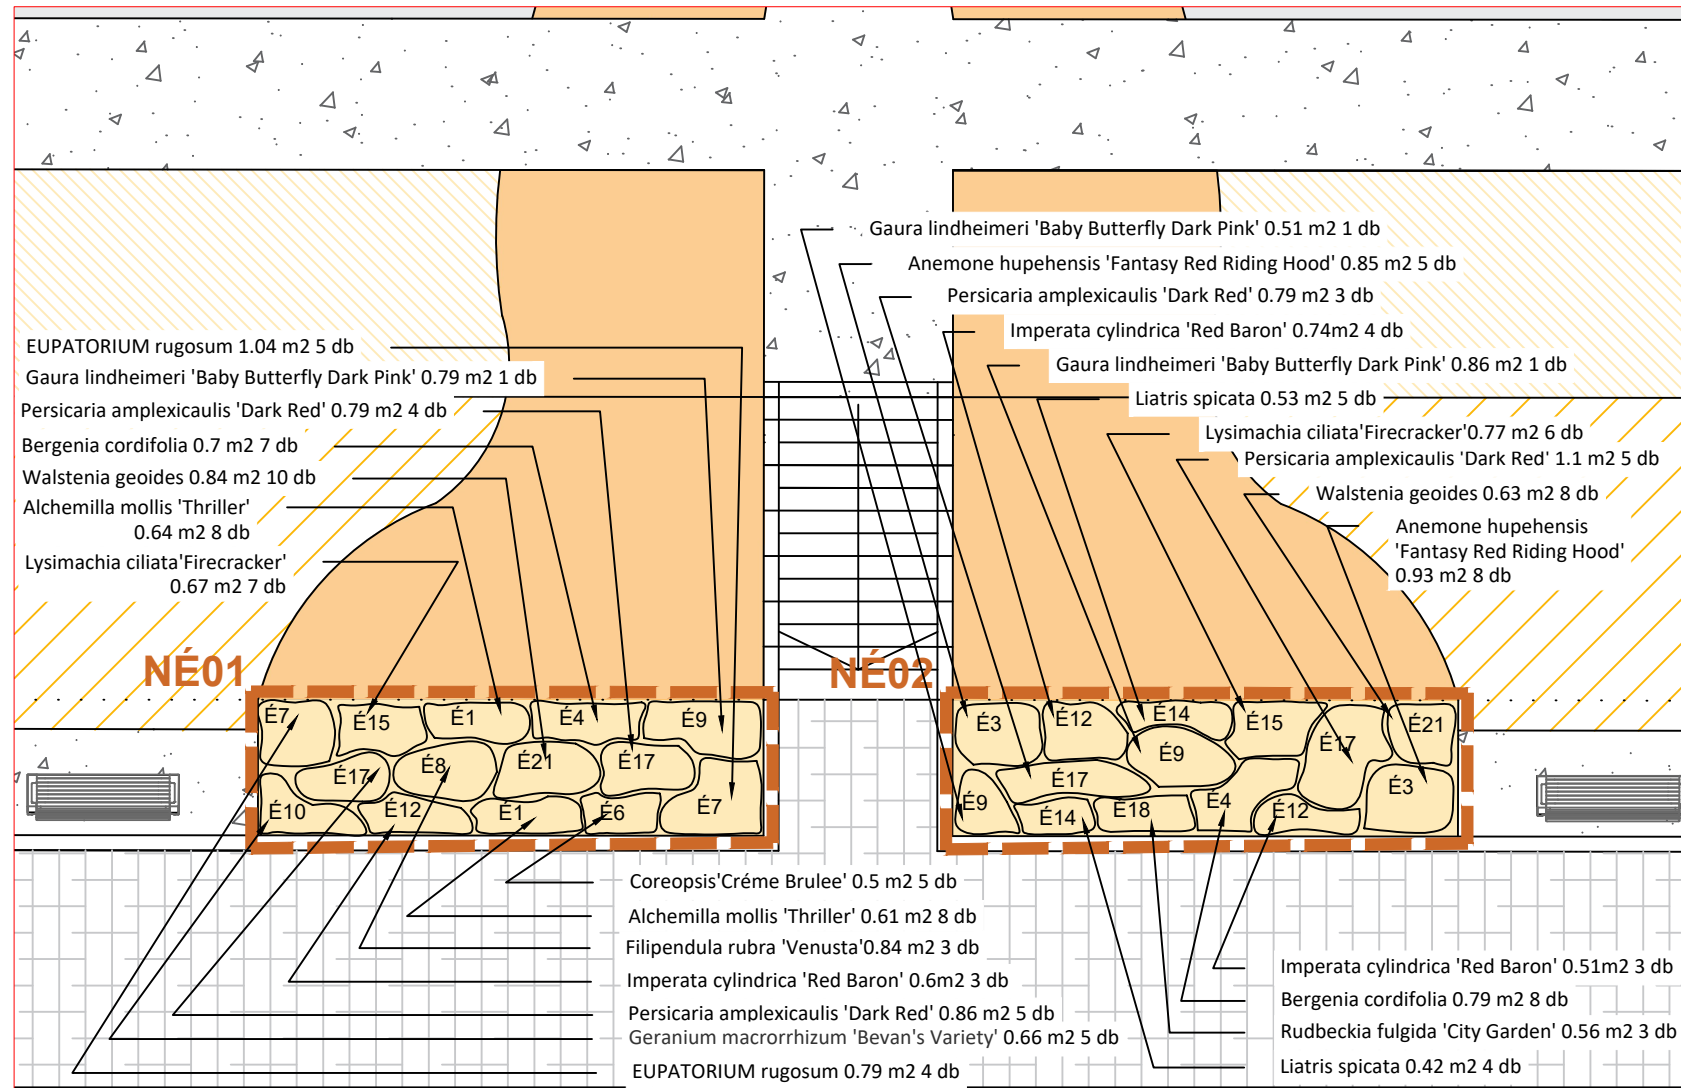 Gaura lindheimeri 'Baby Butterfly Dark Pink' 0.51 m2 1 db
Anemone hupehensis 'Fantasy Red Riding Hood' 0.85 m2 5 db
Persicaria amplexicaulis 'Dark Red' 0.79 m2 3 db
Imperata cylindrica 'Red Baron' 0.74m2 4 db
Gaura lindheimeri 'Baby Butterfly Dark Pink' 0.86 m2 1 db
Liatris spicata 0.53 m2 5 db
Lysimachia ciliata'Firecracker'0.77 m2 6 db
Persicaria amplexicaulis 'Dark Red' 1.1 m2 5 db
Walstenia geoides 0.63 m2 8 db
Anemone hupehensis
'Fantasy Red Riding Hood'
0.93 m2 8 db
EUPATORIUM rugosum 1.04 m2 5 db
Gaura lindheimeri 'Baby Butterfly Dark Pink' 0.79 m2 1 db
Persicaria amplexicaulis 'Dark Red' 0.79 m2 4 db
Bergenia cordifolia 0.7 m2 7 db
Walstenia geoides 0.84 m2 10 db
Alchemilla mollis 'Thriller'
0.64 m2 8 db
Lysimachia ciliata'Firecracker'
0.67 m2 7 db
NÉ01
NÉ02
É7
É15
É1
É4
É9
É17
É8
É21
É17
É10
É12
É1
É6
É7
É3
É12
É14
É15
É17
É21
É9
É17
É9
É14
É18
É4
É12
É3
Coreopsis'Créme Brulee' 0.5 m2 5 db
Alchemilla mollis 'Thriller' 0.61 m2 8 db
Filipendula rubra 'Venusta'0.84 m2 3 db
Imperata cylindrica 'Red Baron' 0.6m2 3 db
Persicaria amplexicaulis 'Dark Red' 0.86 m2 5 db
Geranium macrorrhizum 'Bevan's Variety' 0.66 m2 5 db
EUPATORIUM rugosum 0.79 m2 4 db
Imperata cylindrica 'Red Baron' 0.51m2 3 db
Bergenia cordifolia 0.79 m2 8 db
Rudbeckia fulgida 'City Garden' 0.56 m2 3 db
Liatris spicata 0.42 m2 4 db